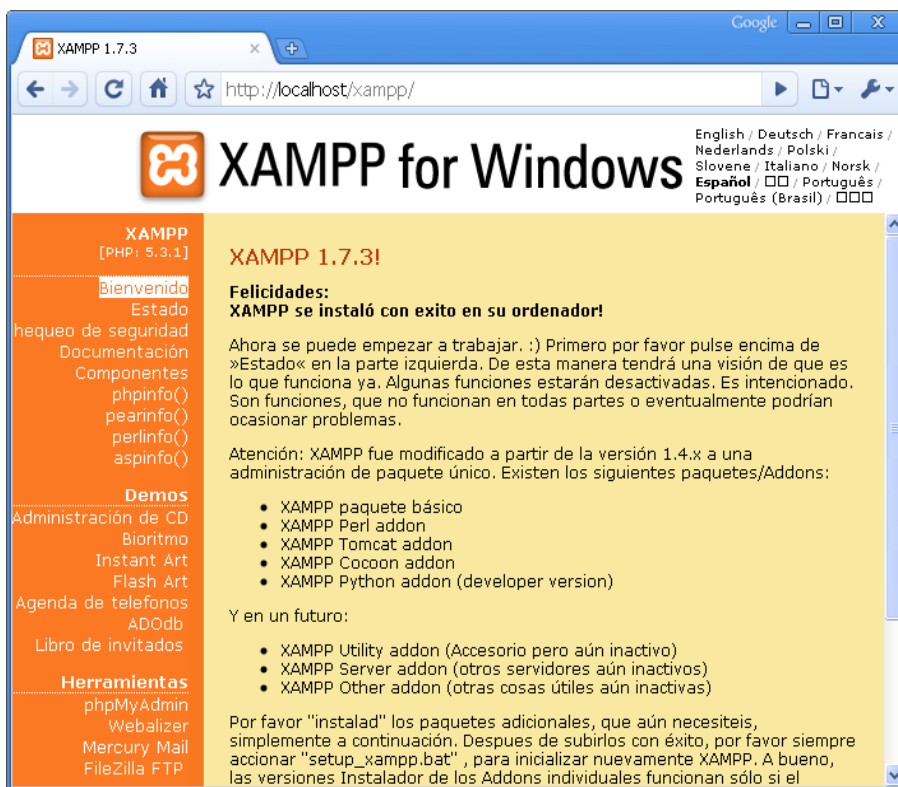 Google
XAMPP 1.7.3
http://localhost/xampp/
XAMPP for Windows
English / Deutsch / Francais /
Nederlands / Polski /
Slovene / Italiano / Norsk /
Español / □□ / Português /
Português (Brasil) / □□□
XAMPP
[PHP: 5.3.1]
Bienvenido
Estado
hequeo de seguridad
Documentación
Componentes
phpinfo()
pearinfo()
perlinfo()
aspinfo()
Demos
Administración de CD
Bioritmo
Instant Art
Flash Art
Agenda de telefonos
ADOdb
Libro de invitados
Herramientas
phpMyAdmin
Webalizer
Mercury Mail
FileZilla FTP
XAMPP 1.7.3!
Felicidades:
XAMPP se instaló con exito en su ordenador!
Ahora se puede empezar a trabajar. :) Primero por favor pulse encima de
»Estado« en la parte izquierda. De esta manera tendrá una visión de que es
lo que funciona ya. Algunas funciones estarán desactivadas. Es intencionado.
Son funciones, que no funcionan en todas partes o eventualmente podrían
ocasionar problemas.
Atención: XAMPP fue modificado a partir de la versión 1.4.x a una
administración de paquete único. Existen los siguientes paquetes/Addons:
• XAMPP paquete básico
• XAMPP Perl addon
• XAMPP Tomcat addon
• XAMPP Cocoon addon
• XAMPP Python addon (developer version)
Y en un futuro:
• XAMPP Utility addon (Accesorio pero aún inactivo)
• XAMPP Server addon (otros servidores aún inactivos)
• XAMPP Other addon (otras cosas útiles aún inactivas)
Por favor "instalad" los paquetes adicionales, que aún necesiteis,
simplemente a continuación. Despues de subirlos con éxito, por favor siempre
accionar "setup_xampp.bat" , para inicializar nuevamente XAMPP. A bueno,
las versiones Instalador de los Addons individuales funcionan sólo si el